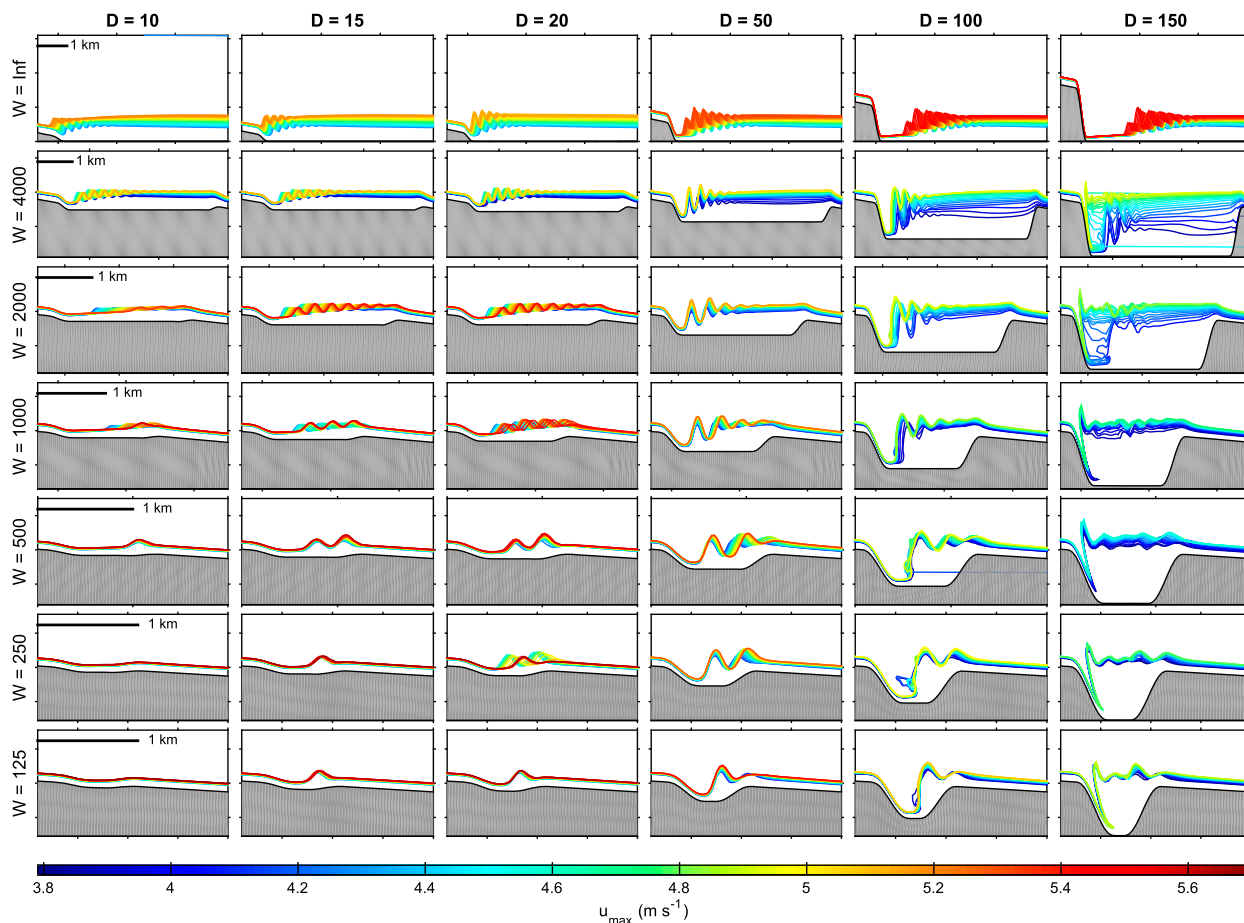 D = 10 D = 15 D = 20 D = 50 D = 100 D = 150
W = Inf
1 km
W = 4000
1 km
W = 2000
1 km
W = 1000
1 km
W = 500
1 km
W = 250
1 km
W = 125
1 km
3.8 4 4.2 4.4 4.6 4.8 5 5.2 5.4 5.6
u_max (m s⁻¹)